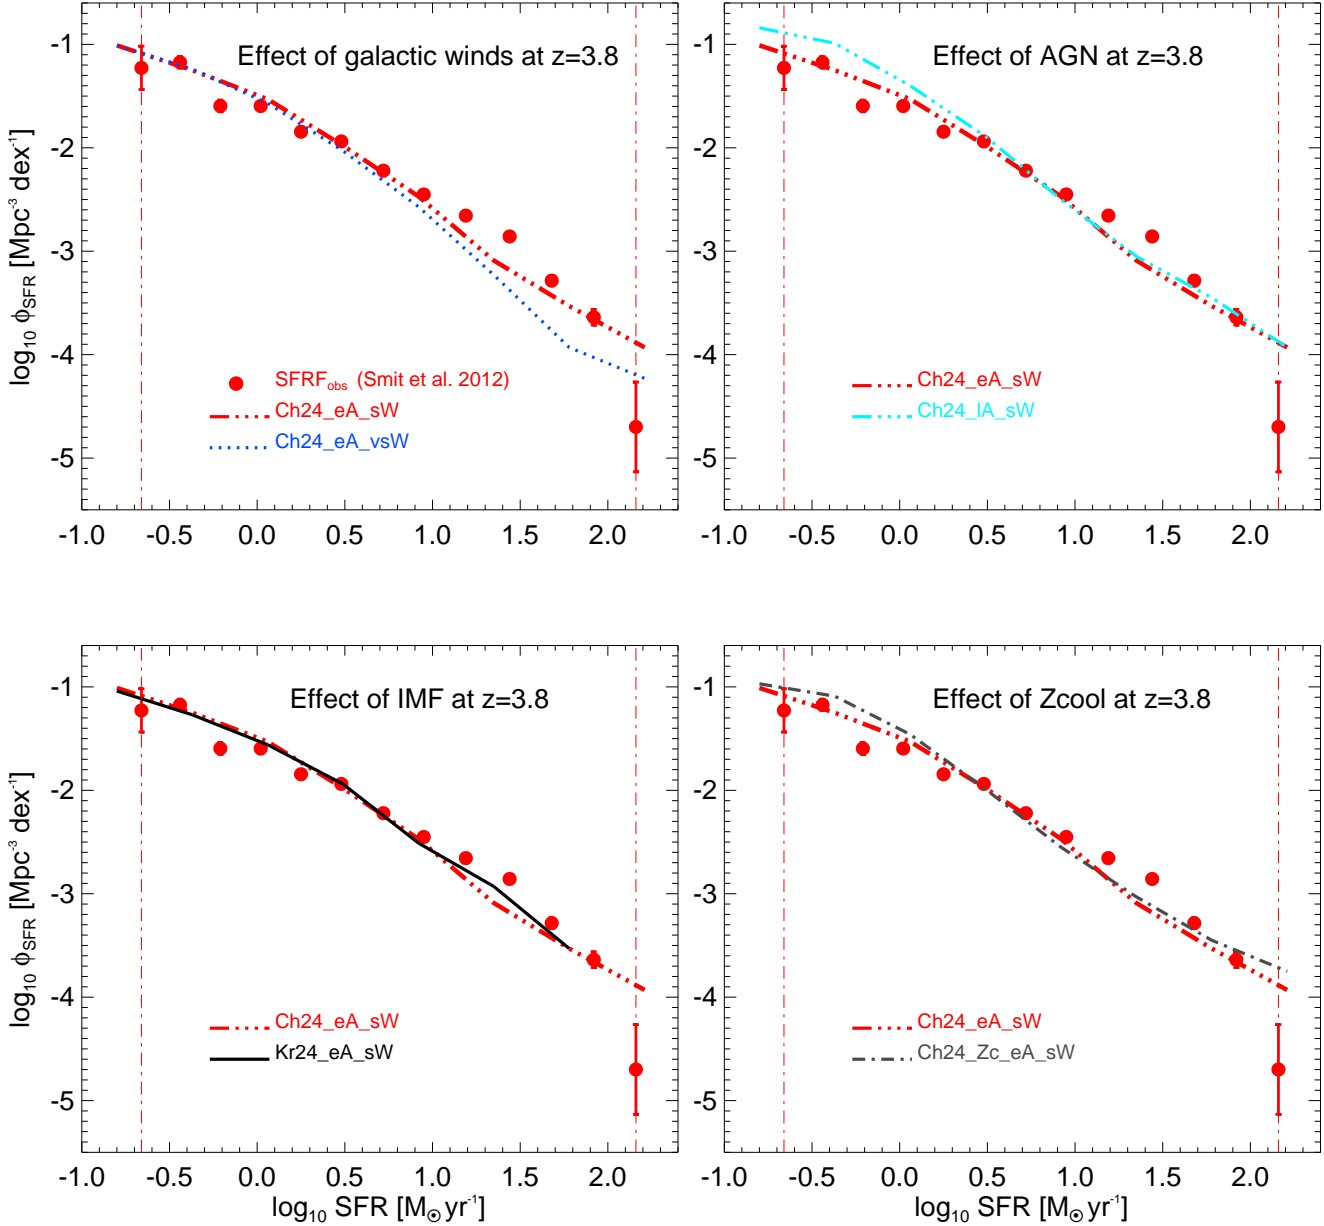 Effect of galactic winds at z=3.8
-1
-2
-3
-4
-5
log₁₀ ϕSFR [Mpc⁻³ dex⁻¹]
SFRFobs (Smit et al. 2012)
Ch24_eA_sW
Ch24_eA_vsW
-1.0 -0.5 0.0 0.5 1.0 1.5 2.0
Effect of AGN at z=3.8
-1
-2
-3
-4
-5
Ch24_eA_sW
Ch24_lA_sW
-1.0 -0.5 0.0 0.5 1.0 1.5 2.0
Effect of IMF at z=3.8
-1
-2
-3
-4
-5
log₁₀ ϕSFR [Mpc⁻³ dex⁻¹]
Ch24_eA_sW
Kr24_eA_sW
-1.0 -0.5 0.0 0.5 1.0 1.5 2.0
log₁₀ SFR [M⊙ yr⁻¹]
Effect of Zcool at z=3.8
-1
-2
-3
-4
-5
Ch24_eA_sW
Ch24_Zc_eA_sW
-1.0 -0.5 0.0 0.5 1.0 1.5 2.0
log₁₀ SFR [M⊙ yr⁻¹]